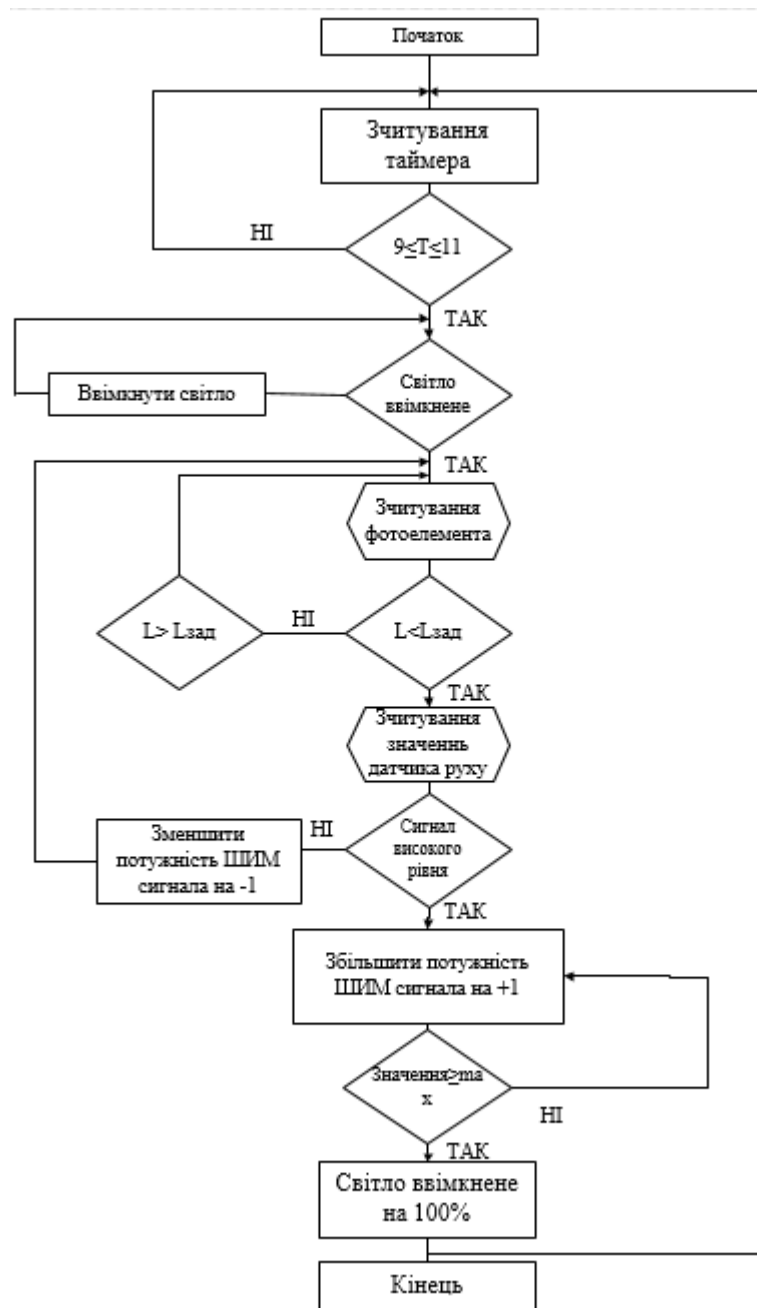 Початок
Зчитування
таймера
НІ
9≤T≤11
ТАК
Ввімкнути світло
Світло
ввімкнене
ТАК
Зчитування
фотоелемента
L> Lзад
НІ
L<Lзад
ТАК
Зчитування
значеннь
датчика руху
Зменшити
потужність ШИМ
сигнала на -1
НІ
Сигнал
високого
рівня
ТАК
Збільшити потужність
ШИМ сигнала на +1
Значення≥ma
x
НІ
ТАК
Світло ввімкнене
на 100%
Кінець